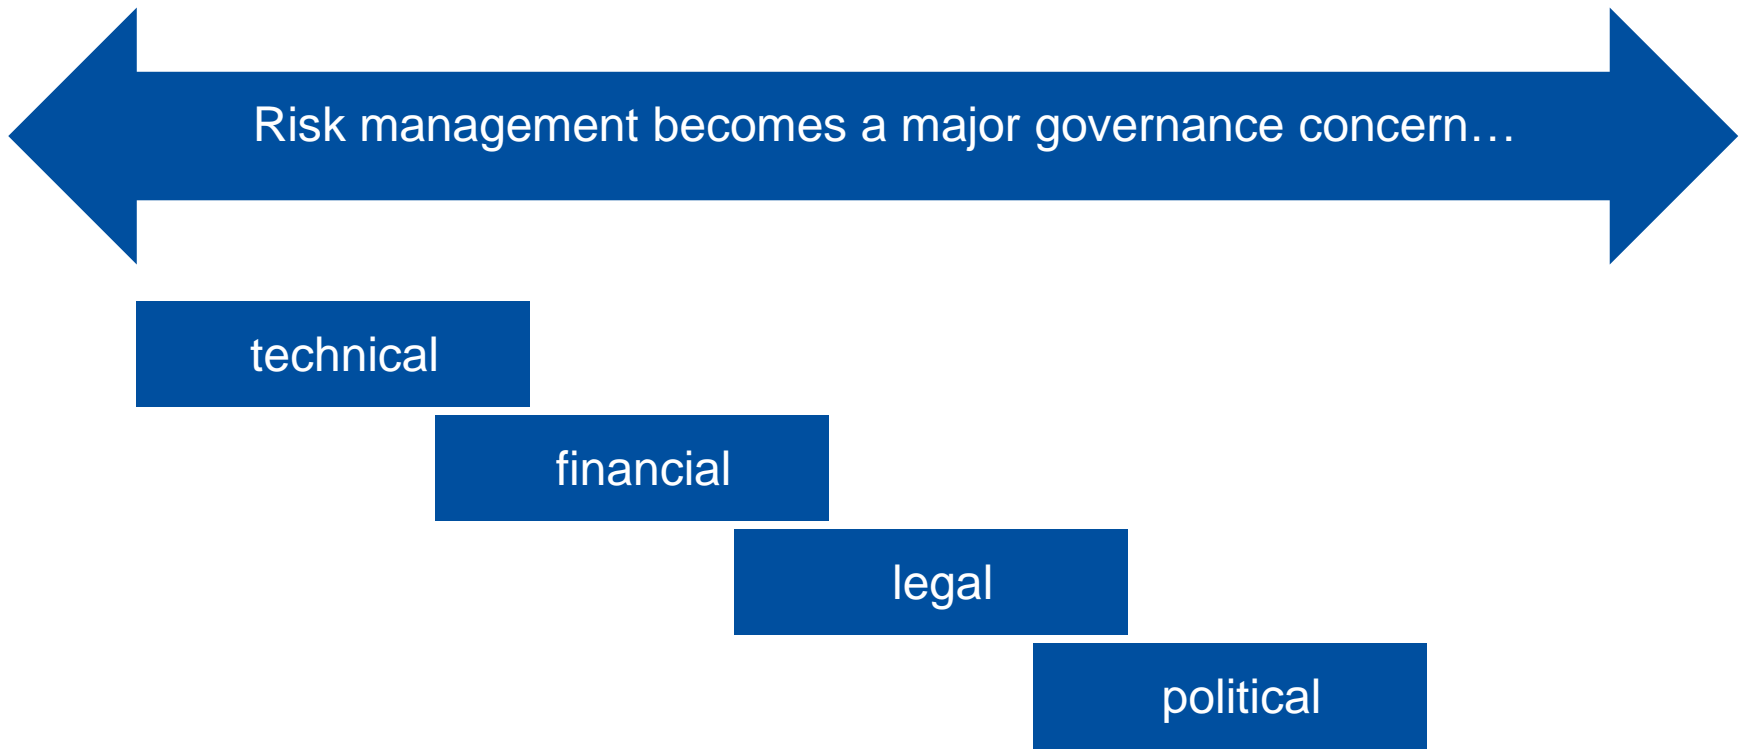 Risk management becomes a major governance concern…
technical
financial
legal
political